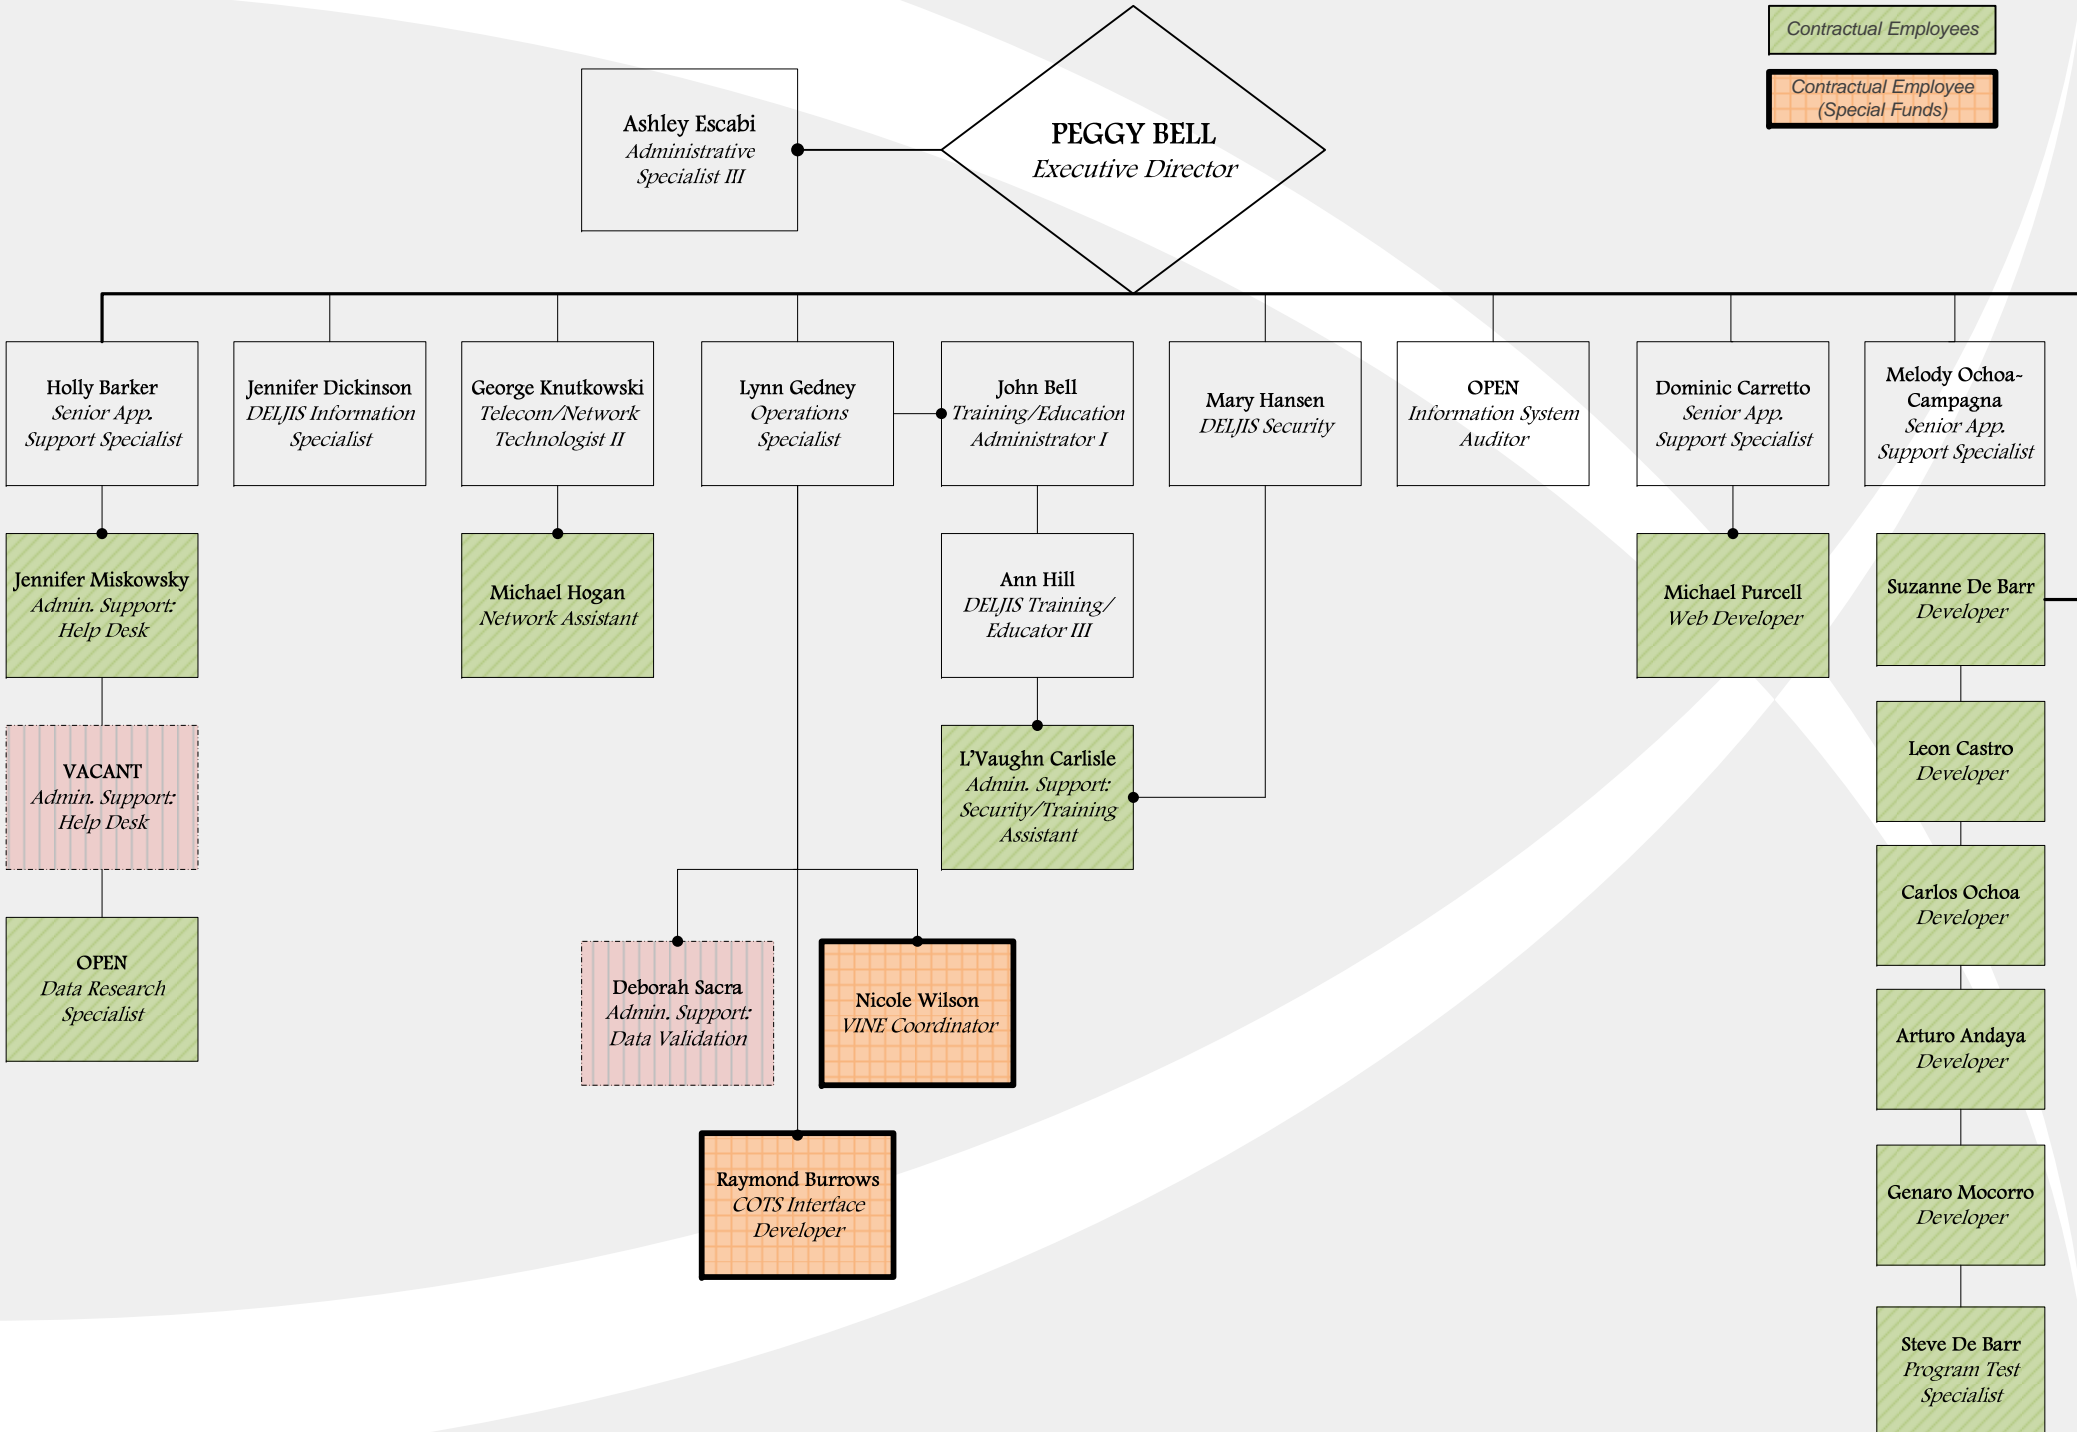 Contractual Employees
Contractual Employee
(Special Funds)
Ashley Escabi
Administrative
Specialist III
PEGGY BELL
Executive Director
Holly Barker
Senior App.
Support Specialist
Jennifer Dickinson
DELJIS Information
Specialist
George Knutkowski
Telecom/Network
Technologist II
Lynn Gedney
Operations
Specialist
John Bell
Training/Education
Administrator I
Mary Hansen
DELJIS Security
OPEN
Information System
Auditor
Dominic Carretto
Senior App.
Support Specialist
Melody Ochoa-
Campagna
Senior App.
Support Specialist
Jennifer Miskowsky
Admin. Support:
Help Desk
Michael Hogan
Network Assistant
Ann Hill
DELJIS Training/
Educator III
Michael Purcell
Web Developer
Suzanne De Barr
Developer
VACANT
Admin. Support:
Help Desk
L'Vaughn Carlisle
Admin. Support:
Security/Training
Assistant
Leon Castro
Developer
Carlos Ochoa
Developer
OPEN
Data Research
Specialist
Deborah Sacra
Admin. Support:
Data Validation
Nicole Wilson
VINE Coordinator
Arturo Andaya
Developer
Raymond Burrows
COTS Interface
Developer
Genaro Mocorro
Developer
Steve De Barr
Program Test
Specialist